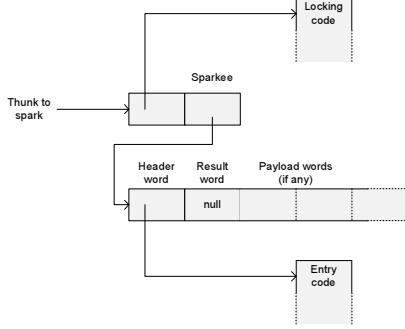 Locking
code
Sparkee
Thunk to
spark
Header
word
Result
word
Payload words
(if any)
null
Entry
code